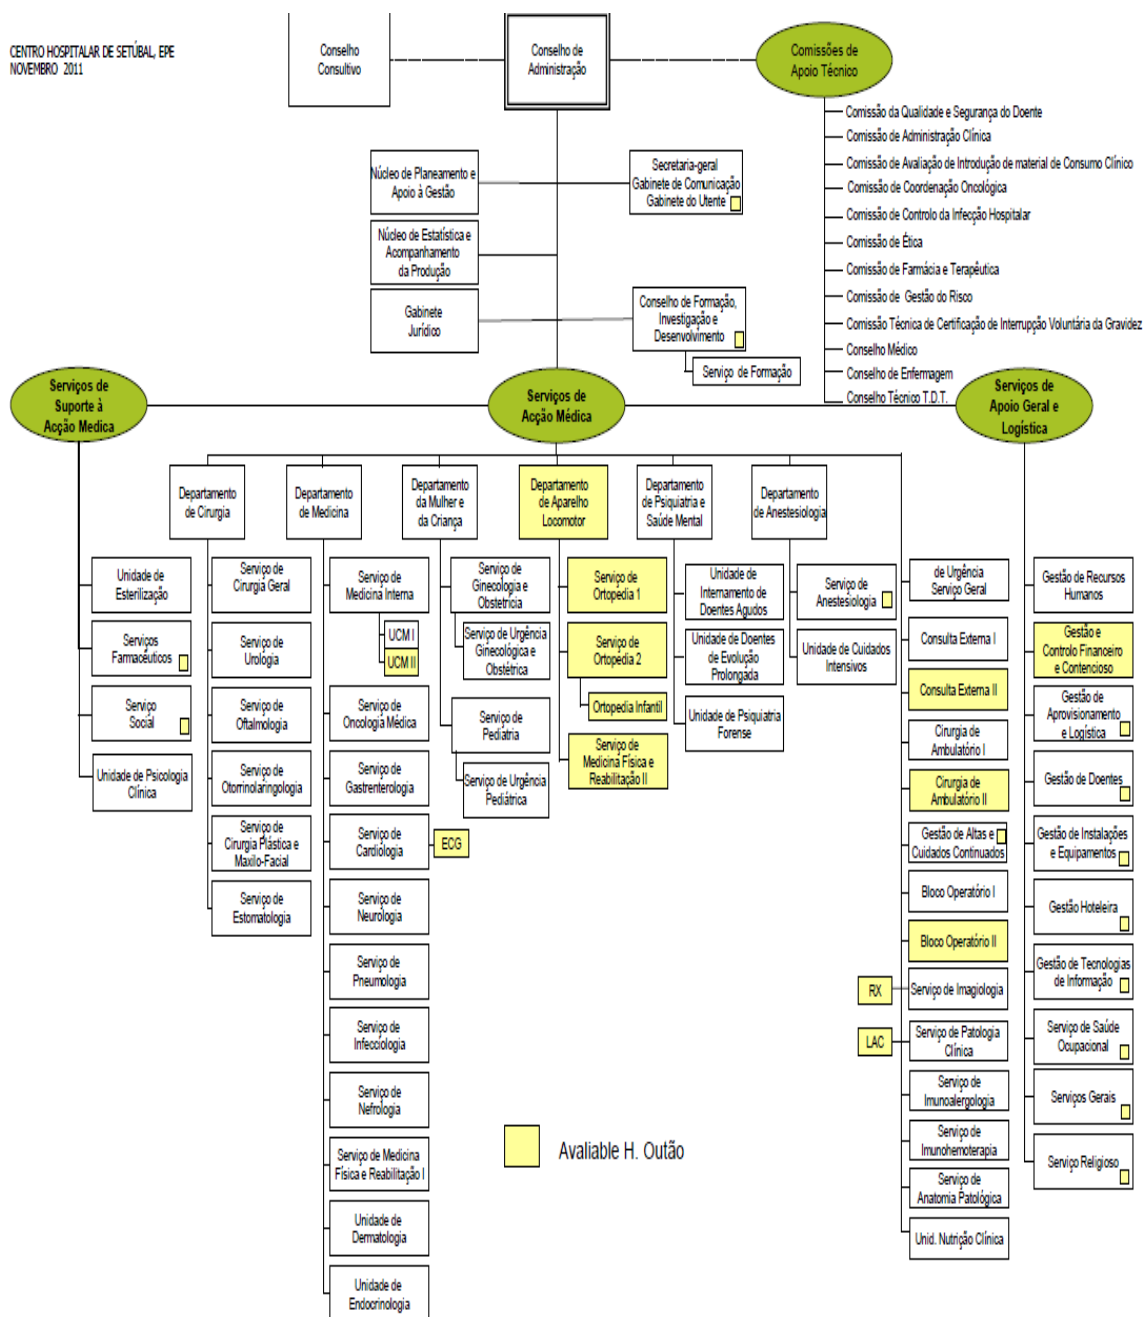 CENTRO HOSPITALAR DE SETÚBAL, EPE
NOVEMBRO 2011
Conselho
Consultivo
Conselho de
Administração
Comissões de
Apoio Técnico
Comissão da Qualidade e Segurança do Doente
Comissão de Administração Clínica
Comissão de Avaliação de Introdução de material de Consumo Clínico
Comissão de Coordenação Oncológica
Comissão de Controlo da Infecção Hospitalar
Comissão de Ética
Comissão de Farmácia e Terapêutica
Comissão de Gestão do Risco
Comissão Técnica de Certificação de Interrupção Voluntária da Gravidez
Conselho Médico
Conselho de Enfermagem
Conselho Técnico T.D.T.
Núcleo de Planeamento e
Apoio à Gestão
Secretaria-geral
Gabinete de Comunicação
Gabinete do Utente
Núcleo de Estatística e
Acompanhamento
da Produção
Gabinete
Jurídico
Conselho de Formação,
Investigação e
Desenvolvimento
Serviço de Formação
Serviços de
Suporte à
Acção Medica
Serviços de
Acção Médica
Serviços de
Apoio Geral e
Logística
Departamento
de Cirurgia
Departamento
de Medicina
Departamento
da Mulher e
da Criança
Departamento
de Aparelho
Locomotor
Departamento
de Psiquiatria e
Saúde Mental
Departamento
de Anestesiologia
Unidade de
Esterilização
Serviços
Farmacêuticos
Serviço
Social
Unidade de Psicologia
Clínica
Serviço de
Cirurgia Geral
Serviço de
Urologia
Serviço de
Oftalmologia
Serviço de
Otorrinolaringologia
Serviço de
Cirurgia Plástica e
Maxilo-Facial
Serviço de
Estomatologia
Serviço de
Medicina Interna
UCM I
UCM II
Serviço de
Oncologia Médica
Serviço de
Gastrenterologia
Serviço de
Cardiologia
ECG
Serviço de
Neurologia
Serviço de
Pneumologia
Serviço de
Infecciologia
Serviço de
Nefrologia
Serviço de Medicina
Física e Reabilitação I
Unidade de
Dermatologia
Unidade de
Endocrinologia
Serviço de
Ginecologia e
Obstetrícia
Serviço de Urgência
Ginecológica e
Obstétrica
Serviço de
Pediatria
Serviço de Urgência
Pediátrica
Serviço de
Ortopédia 1
Serviço de
Ortopédia 2
Ortopedia Infantil
Serviço de
Medicina Física e
Reabilitação II
Unidade de
Internamento de
Doentes Agudos
Unidade de Doentes
de Evolução
Prolongada
Unidade de Psiquiatria
Forense
Serviço de
Anestesiologia
Unidade de Cuidados
Intensivos
de Urgência
Serviço Geral
Consulta Externa I
Consulta Externa II
Cirurgia de
Ambulatório I
Cirurgia de
Ambulatório II
Gestão de Altas e
Cuidados Continuados
Bloco Operatório I
Bloco Operatório II
RX
Serviço de Imagiologia
LAC
Serviço de Patologia
Clínica
Serviço de
Imunoalergologia
Serviço de
Imunohemoterapia
Serviço de
Anatomia Patológica
Unid. Nutrição Clínica
Gestão de Recursos
Humanos
Gestão e
Controlo Financeiro
e Contencioso
Gestão de
Aprovisionamento
e Logística
Gestão de Doentes
Gestão de Instalações
e Equipamentos
Gestão Hoteleira
Gestão de Tecnologias
de Informação
Serviço de Saúde
Ocupacional
Serviços Gerais
Serviço Religioso
Avaliable H. Outão